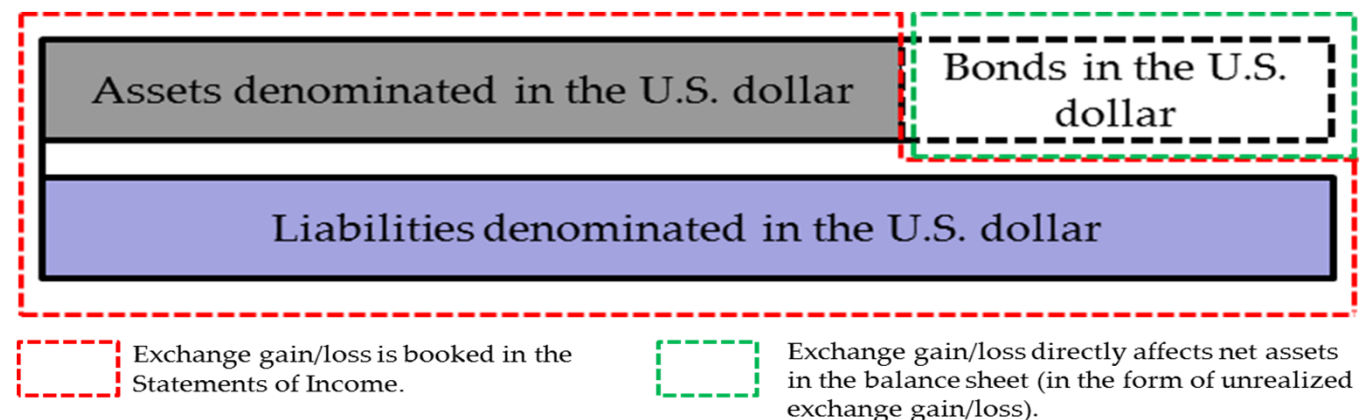 Assets denominated in the U.S. dollar
Bonds in the U.S.
dollar
Liabilities denominated in the U.S. dollar
Exchange gain/loss is booked in the
Statements of Income.
Exchange gain/loss directly affects net assets
in the balance sheet (in the form of unrealized
exchange gain/loss).